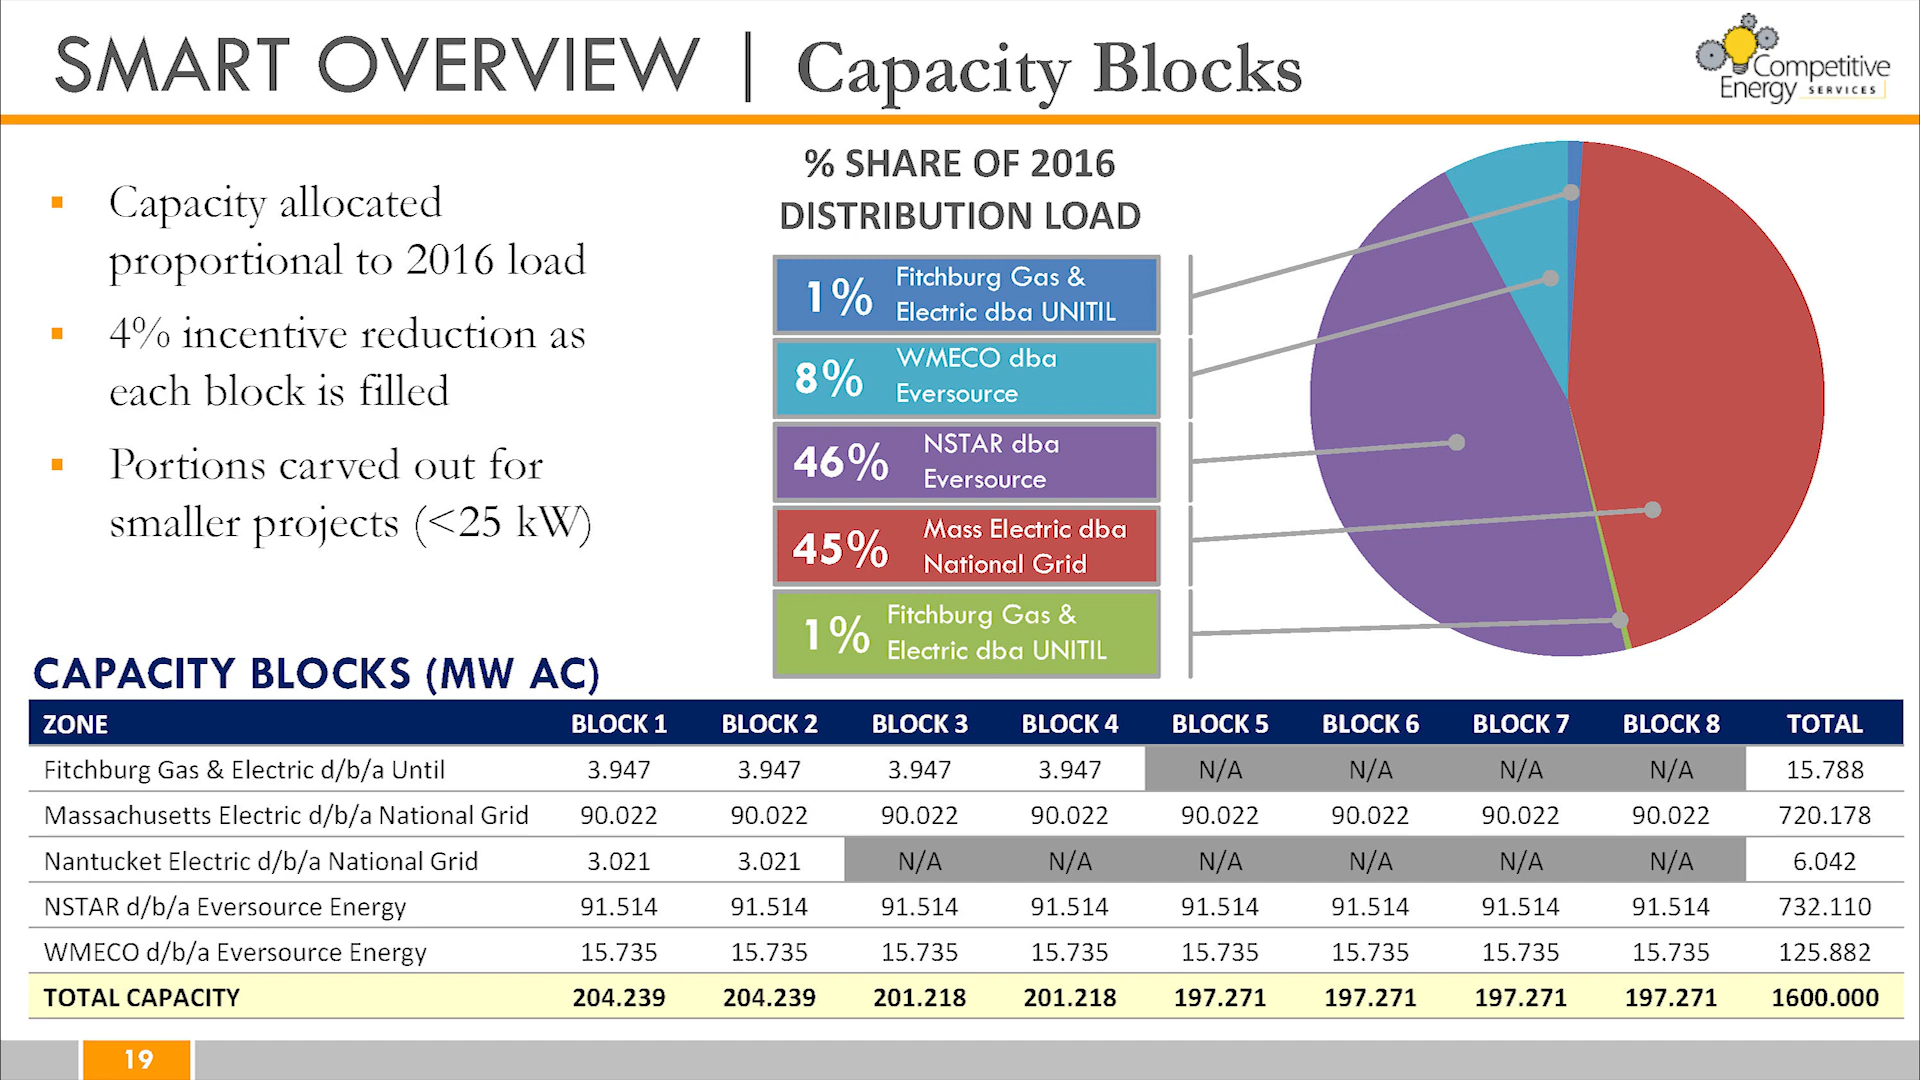 SMART OVERVIEW | Capacity Blocks
Competitive
Energy SERVICES
▪ Capacity allocated
proportional to 2016 load
▪ 4% incentive reduction as
each block is filled
▪ Portions carved out for
smaller projects (<25 kW)
% SHARE OF 2016
DISTRIBUTION LOAD
1% Fitchburg Gas &
Electric dba UNITIL
8% WMECO dba
Eversource
46% NSTAR dba
Eversource
45% Mass Electric dba
National Grid
1% Fitchburg Gas &
Electric dba UNITIL
CAPACITY BLOCKS (MW AC)
ZONE BLOCK 1 BLOCK 2 BLOCK 3 BLOCK 4 BLOCK 5 BLOCK 6 BLOCK 7 BLOCK 8 TOTAL
Fitchburg Gas & Electric d/b/a Until 3.947 3.947 3.947 3.947 N/A N/A N/A N/A 15.788
Massachusetts Electric d/b/a National Grid 90.022 90.022 90.022 90.022 90.022 90.022 90.022 90.022 720.178
Nantucket Electric d/b/a National Grid 3.021 3.021 N/A N/A N/A N/A N/A N/A 6.042
NSTAR d/b/a Eversource Energy 91.514 91.514 91.514 91.514 91.514 91.514 91.514 91.514 732.110
WMECO d/b/a Eversource Energy 15.735 15.735 15.735 15.735 15.735 15.735 15.735 15.735 125.882
TOTAL CAPACITY 204.239 204.239 201.218 201.218 197.271 197.271 197.271 197.271 1600.000
19